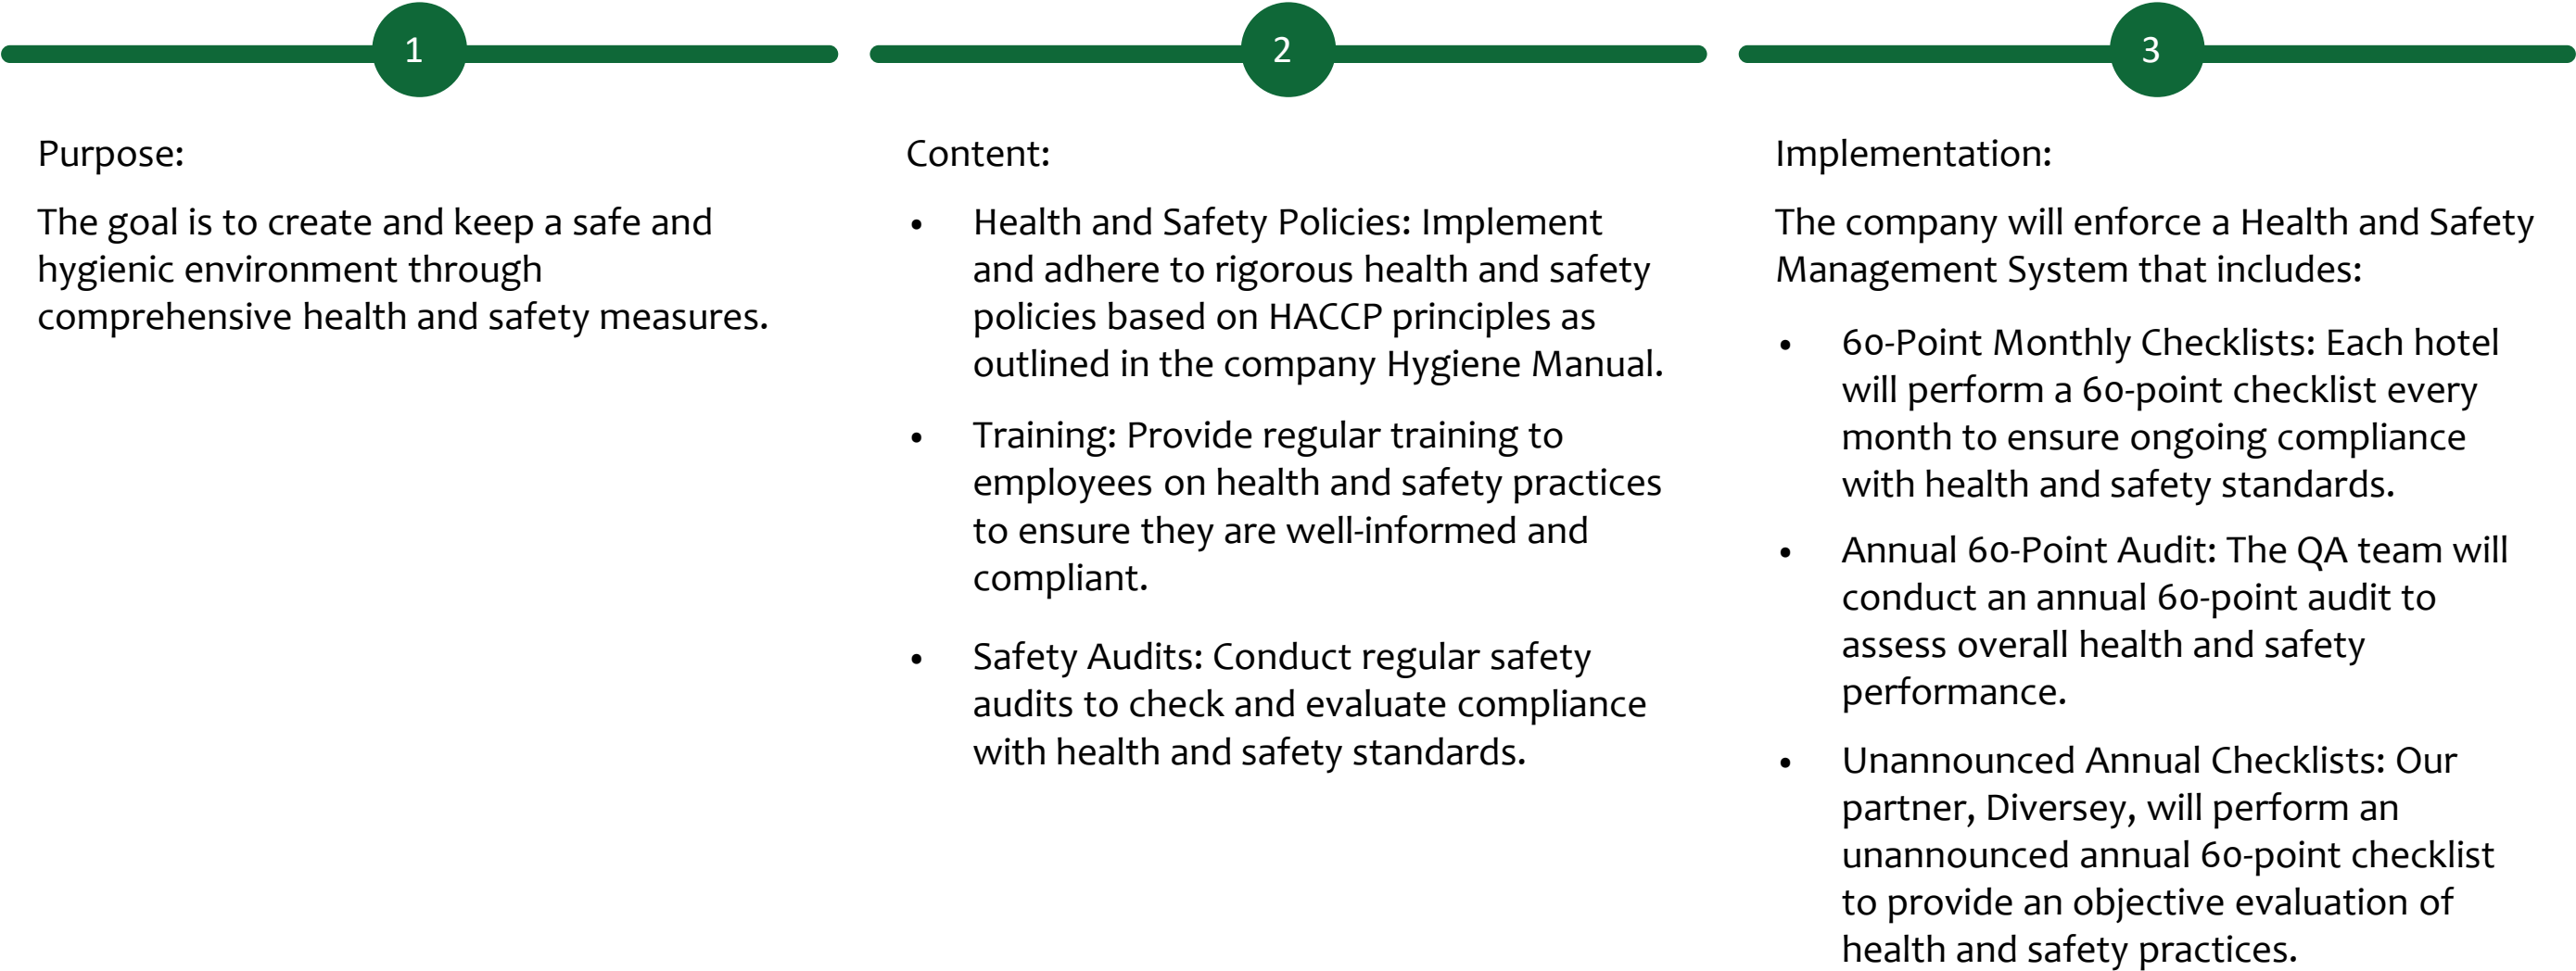 1
Purpose:
The goal is to create and keep a safe and
hygienic environment through
comprehensive health and safety measures.
2
Content:
• Health and Safety Policies: Implement
and adhere to rigorous health and safety
policies based on HACCP principles as
outlined in the company Hygiene Manual.
• Training: Provide regular training to
employees on health and safety practices
to ensure they are well-informed and
compliant.
• Safety Audits: Conduct regular safety
audits to check and evaluate compliance
with health and safety standards.
3
Implementation:
The company will enforce a Health and Safety
Management System that includes:
• 60-Point Monthly Checklists: Each hotel
will perform a 60-point checklist every
month to ensure ongoing compliance
with health and safety standards.
• Annual 60-Point Audit: The QA team will
conduct an annual 60-point audit to
assess overall health and safety
performance.
• Unannounced Annual Checklists: Our
partner, Diversey, will perform an
unannounced annual 60-point checklist
to provide an objective evaluation of
health and safety practices.